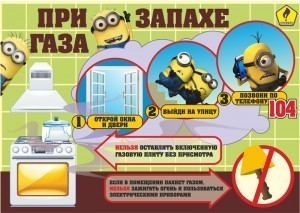 ПРИ ЗАПАХЕ
ГАЗА
1 ОТКРОЙ ОКНА
И ДВЕРИ
2 ВЫЙДИ НА УЛИЦУ
3 ПОЗВОНИ ПО
ТЕЛЕФОНУ 104
НЕЛЬЗЯ ОСТАВЛЯТЬ ВКЛЮЧЕННУЮ
ГАЗОВУЮ ПЛИТУ БЕЗ ПРИСМОТРА
ЕСЛИ В ПОМЕЩЕНИИ ПАХНЕТ ГАЗОМ,
НЕЛЬЗЯ ЗАЖИГАТЬ ОГОНЬ И ПОЛЬЗОВАТЬСЯ
ЭЛЕКТРИЧЕСКИМИ ПРИБОРАМИ